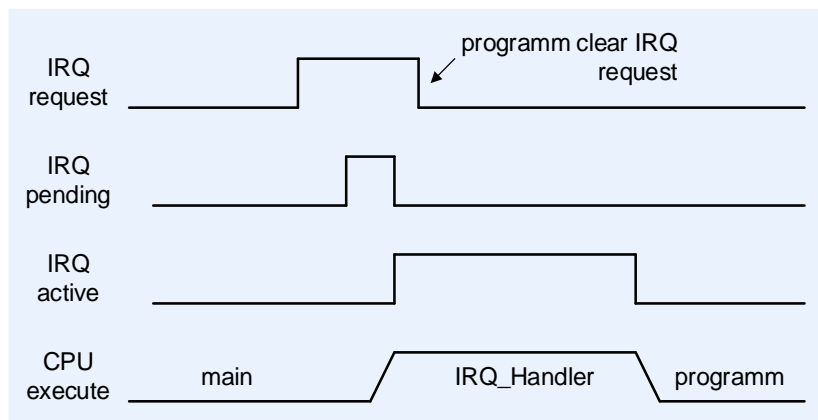 IRQ
request
programm clear IRQ
request
IRQ
pending
IRQ
active
CPU
execute
main
IRQ_Handler
programm